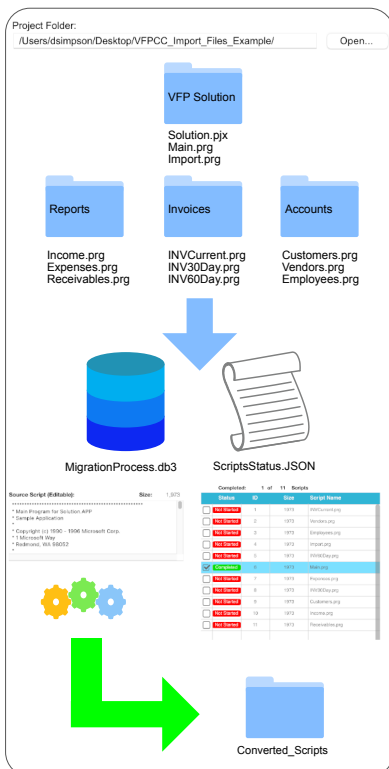 Project Folder:
/Users/dsimpson/Desktop/VFPCC_Import_Files_Example/ Open...
VFP Solution
Solution.pjx
Main.prg
Import.prg
Reports Invoices Accounts
Income.prg INVCurrent.prg Customers.prg
Expenses.prg INV30Day.prg Vendors.prg
Receivables.prg INV60Day.prg Employees.prg
MigrationProcess.db3 ScriptsStatus.JSON
Source Script (Editable): Size: 1,973
* Main Program for Solution APP
* Sample Application
*
* Copyright (c) 1990 - 1996 Microsoft Corp.
* 1 Microsoft Way
* Redmond, WA 98052
*
Completed: 1 of 11 Scripts
Status ID Size Script Name
Not Started 1 1973 INVCurrent.prg
Not Started 2 1973 Vendors.prg
Not Started 3 1973 Employees.prg
Not Started 4 1973 Import.prg
Not Started 5 1973 INV60Day.prg
Completed 6 1973 Main.prg
Not Started 7 1973 Expenses.prg
Not Started 8 1973 INV30Day.prg
Not Started 9 1973 Customers.prg
Not Started 10 1973 Income.prg
Not Started 11 1973 Receivables.prg
Converted_Scripts